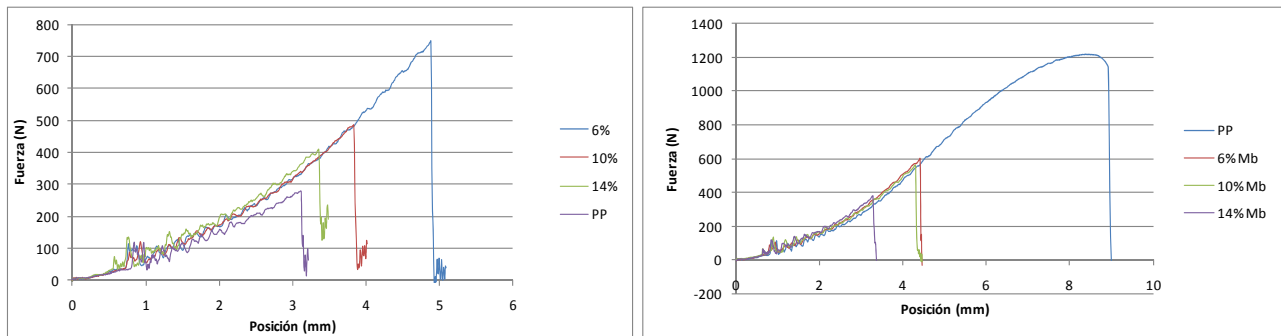 800
700
600
500
400
300
200
100
0
Fuerza (N)
0 1 2 3 4 5 6
Posición (mm)
6%
10%
14%
PP
1400
1200
1000
800
600
400
200
0
-200
Fuerza (N)
0 2 4 6 8 10
Posición (mm)
PP
6% Mb
10% Mb
14% Mb